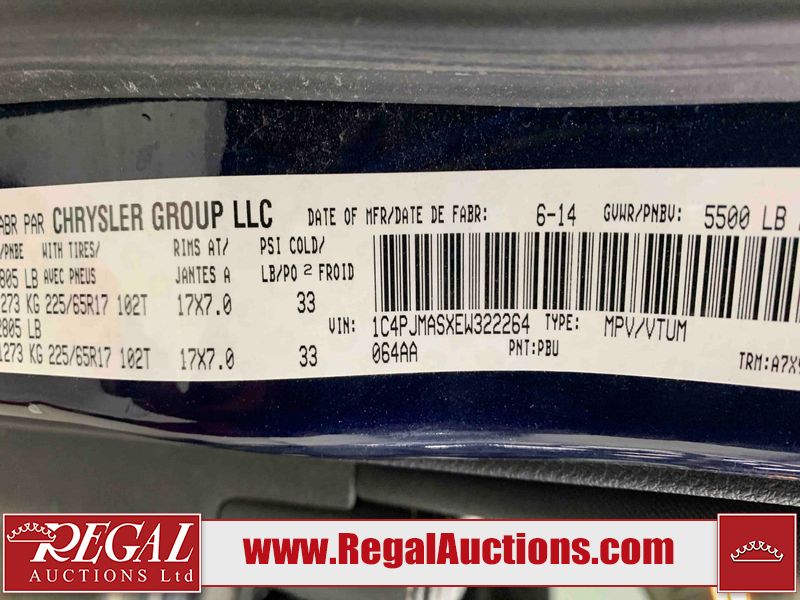 ABR PAR CHRYSLER GROUP LLC DATE OF MFR/DATE DE FABR: 6-14 GVWR/PNBV: 5500 LB
/PNBE WITH TIRES/ RIMS AT/ PSI COLD/
805 LB AVEC PNEUS JANTES A LB/PO 2 FROID
1273 KG 225/65R17 102T 17X7.0 33
2805 LB VIN: 1C4PJMASXEW322264 TYPE: MPV/VTUM
1273 KG 225/65R17 102T 17X7.0 33 064AA PNT:PBU TRM:A7X9
REGAL
AUCTIONS Ltd
www.RegalAuctions.com